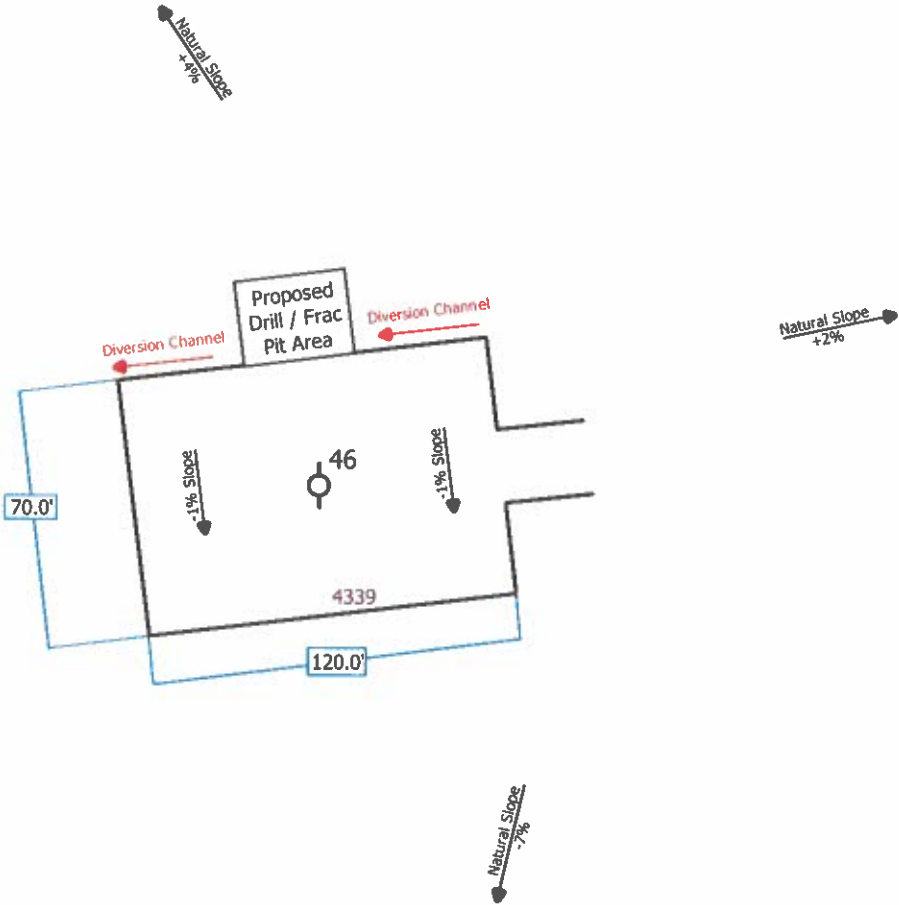 Natural Slope
+4%
Proposed
Drill / Frac
Pit Area
Diversion Channel
Diversion Channel
Natural Slope
+2%
-1% Slope
46
-1% Slope
70.0'
4339
120.0'
Natural Slope
-7%